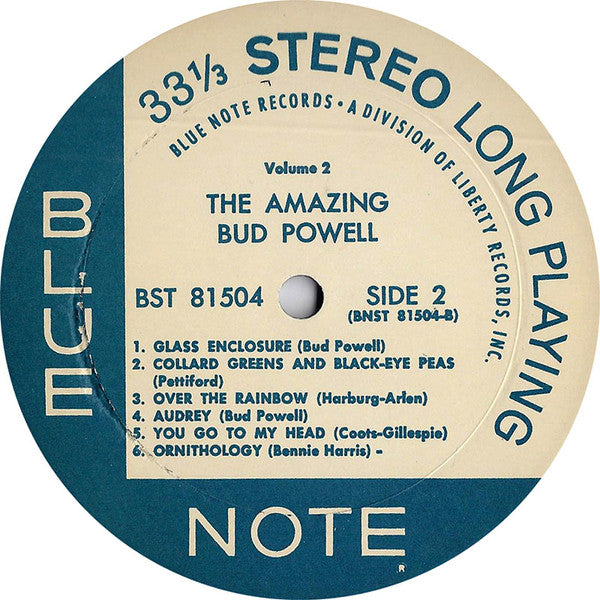 33⅓ STEREO LONG PLAYING
BLUE NOTE RECORDS • A DIVISION OF LIBERTY RECORDS, INC.
Volume 2
THE AMAZING
BUD POWELL
BST 81504
SIDE 2
(BNST 81504-B)
1. GLASS ENCLOSURE (Bud Powell)
2. COLLARD GREENS AND BLACK-EYE PEAS
(Pettiford)
3. OVER THE RAINBOW (Harburg-Arlen)
4. AUDREY (Bud Powell)
5. YOU GO TO MY HEAD (Coots-Gillespie)
6. ORNITHOLOGY (Bennie Harris) -
BLUE
NOTE
R